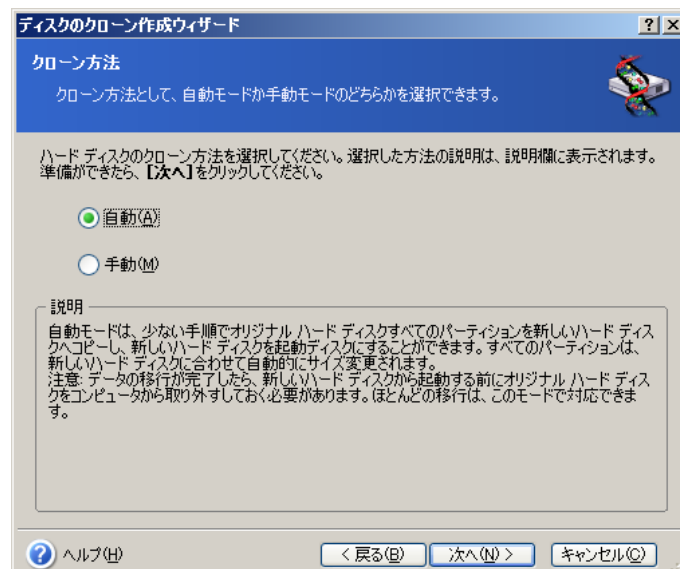 ディスクのクローン作成ウィザード
クローン方法
クローン方法として、自動モードか手動モードのどちらかを選択できます。
ハード ディスクのクローン方法を選択してください。選択した方法の説明は、説明欄に表示されます。
準備ができたら、【次へ】をクリックしてください。
自動(A)
手動(M)
説明
自動モードは、少ない手順でオリジナル ハード ディスクすべてのパーティションを新しいハード ディス
クへコピーし、新しいハード ディスクを起動ディスクにすることができます。すべてのパーティションは、
新しいハード ディスクに合わせて自動的にサイズ変更されます。
注意: データの移行が完了したら、新しいハード ディスクから起動する前にオリジナル ハード ディス
クをコンピュータから取り外すしておく必要があります。ほとんどの移行は、このモードで対応できま
す。
ヘルプ(H)
< 戻る(B)
次へ(N) >
キャンセル(C)